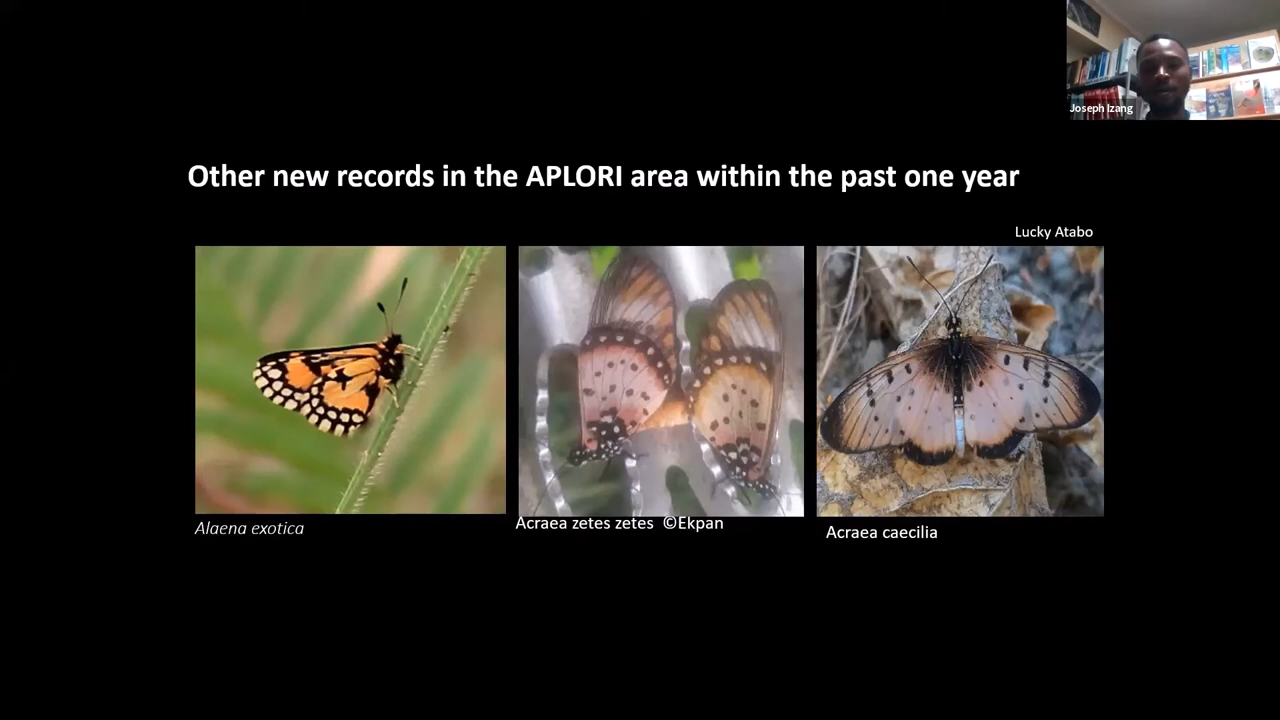 Joseph Izang
Other new records in the APLORI area within the past one year
Lucky Atabo
Alaena exotica
Acraea zetes zetes ©Ekpan
Acraea caecilia